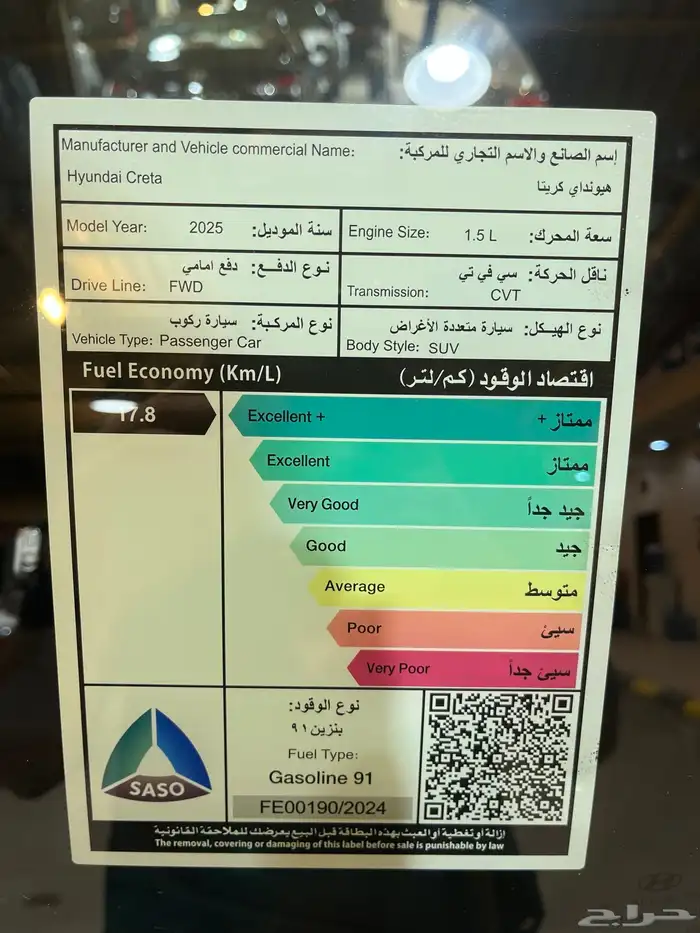 Manufacturer and Vehicle commercial Name: إسم الصانع والاسم التجاري للمركبة:
Hyundai Creta هيونداي كريتا
Model Year: 2025 سنة الموديل:
Engine Size: 1.5 L سعة المحرك:
نوع الدفـع: دفع امامي
Drive Line: FWD
ناقل الحركة: سي في تي
Transmission: CVT
نوع المركبة: سيارة ركوب
Vehicle Type: Passenger Car
نوع الهيكل: سيارة متعددة الأغراض
Body Style: SUV
Fuel Economy (Km/L) اقتصاد الوقود (كم/لتر)
17.8
Excellent + ممتاز +
Excellent ممتاز
Very Good جيد جداً
Good جيد
Average متوسط
Poor سيئ
Very Poor سيئ جداً
SASO
نوع الوقود:
بنزين ٩١
Fuel Type:
Gasoline 91
FE00190/2024
إزالة أو تغطية أو العبث بهذه البطاقة قبل البيع يعرضك للملاحقة القانونية
The removal, covering or damaging of this label before sale is punishable by law
حراج